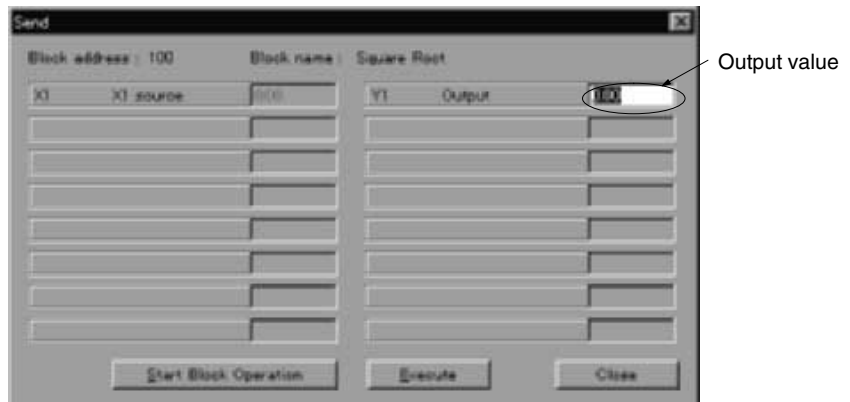 Send
Block address : 100 Block name : Square Root
Output value
X1 X1 source Y1 Output
Start Block Operation Execute Close